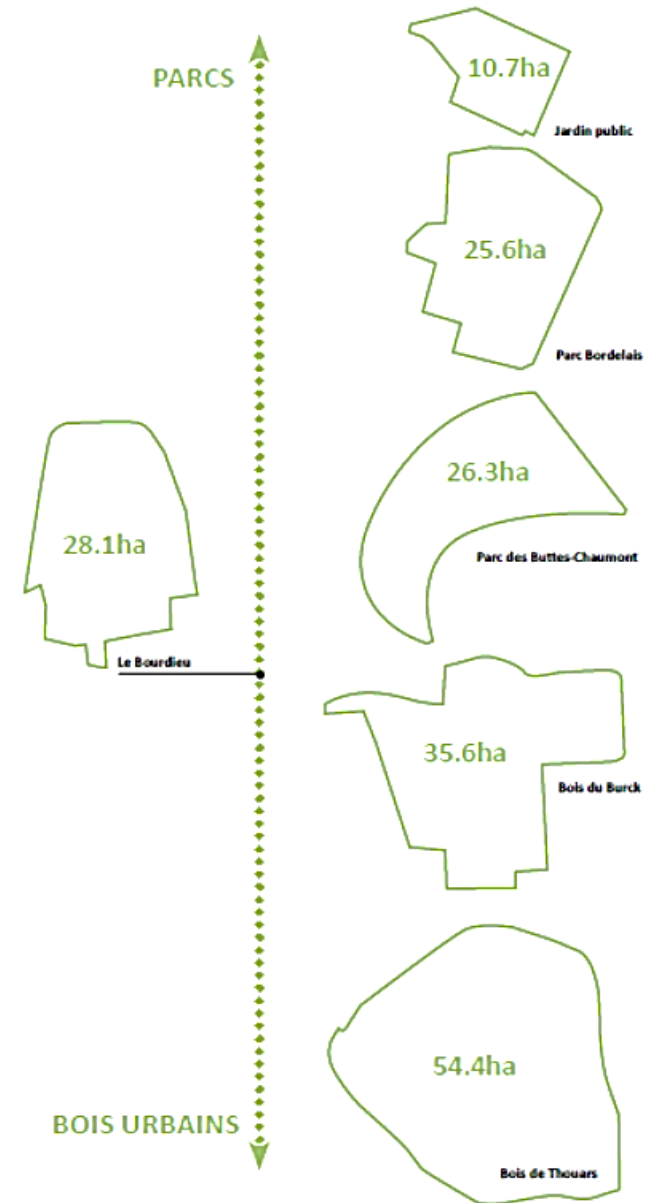 PARCS
10.7ha
Jardin public
25.6ha
Parc Bordelais
26.3ha
Parc des Buttes-Chaumont
28.1ha
Le Bourdieu
35.6ha
Bois du Burck
54.4ha
BOIS URBAINS
Bois de Thouars